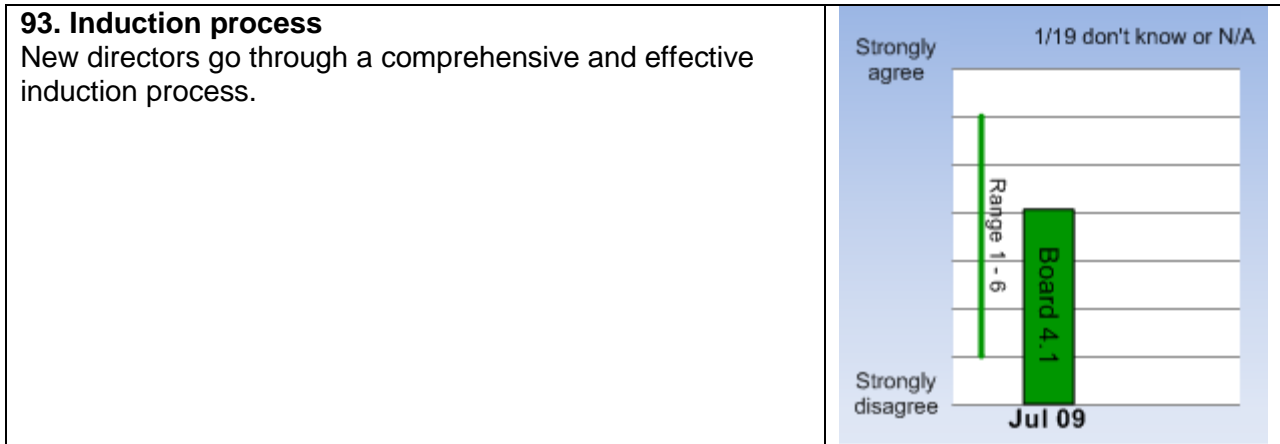 93. Induction process
New directors go through a comprehensive and effective
induction process.
1/19 don't know or N/A
Strongly
agree
Range 1 - 6
Board 4.1
Strongly
disagree
Jul 09